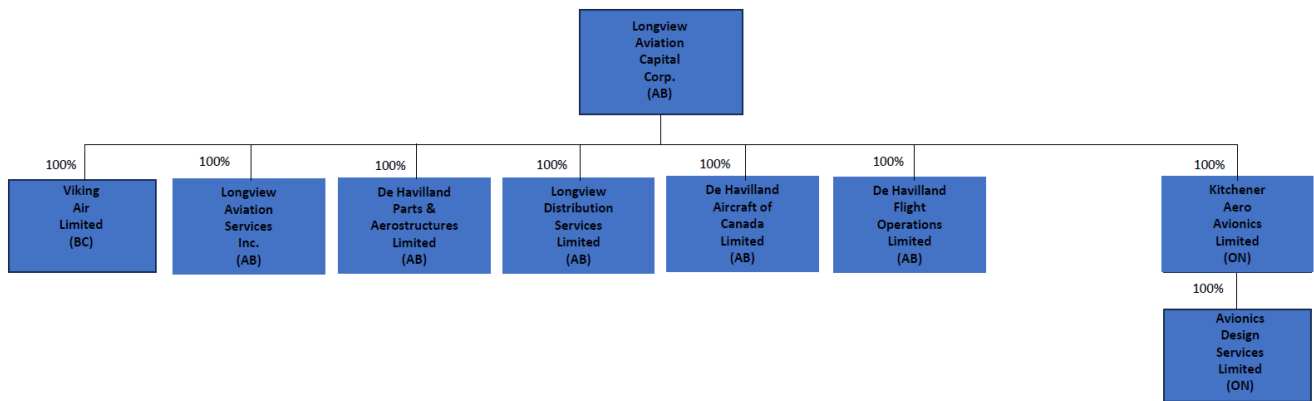 Longview
Aviation
Capital
Corp.
(AB)
100%
Viking
Air
Limited
(BC)
100%
Longview
Aviation
Services
Inc.
(AB)
100%
De Havilland
Parts &
Aerostructures
Limited
(AB)
100%
Longview
Distribution
Services
Limited
(AB)
100%
De Havilland
Aircraft of
Canada
Limited
(AB)
100%
De Havilland
Flight
Operations
Limited
(AB)
100%
Kitchener
Aero
Avionics
Limited
(ON)
100%
Avionics
Design
Services
Limited
(ON)